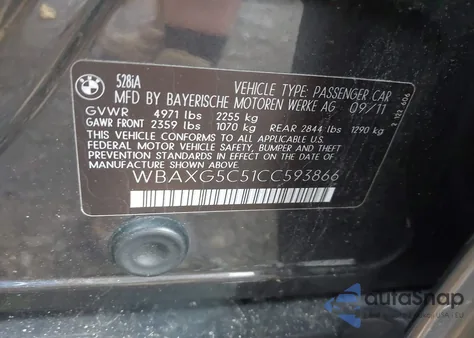 BMW
528iA VEHICLE TYPE: PASSENGER CAR
MFD BY BAYERISCHE MOTOREN WERKE AG 09/11
GVWR 4971 lbs 2255 kg
GAWR FRONT 2359 lbs 1070 kg REAR 2844 lbs 1290 kg
THIS VEHICLE CONFORMS TO ALL APPLICABLE
FEDERAL MOTOR VEHICLE SAFETY, BUMPER AND THEFT
PREVENTION STANDARDS IN EFFECT ON THE DATE OF
MANUFACTURE SHOWN ABOVE.
WBAXG5C51CC593866
autosnap